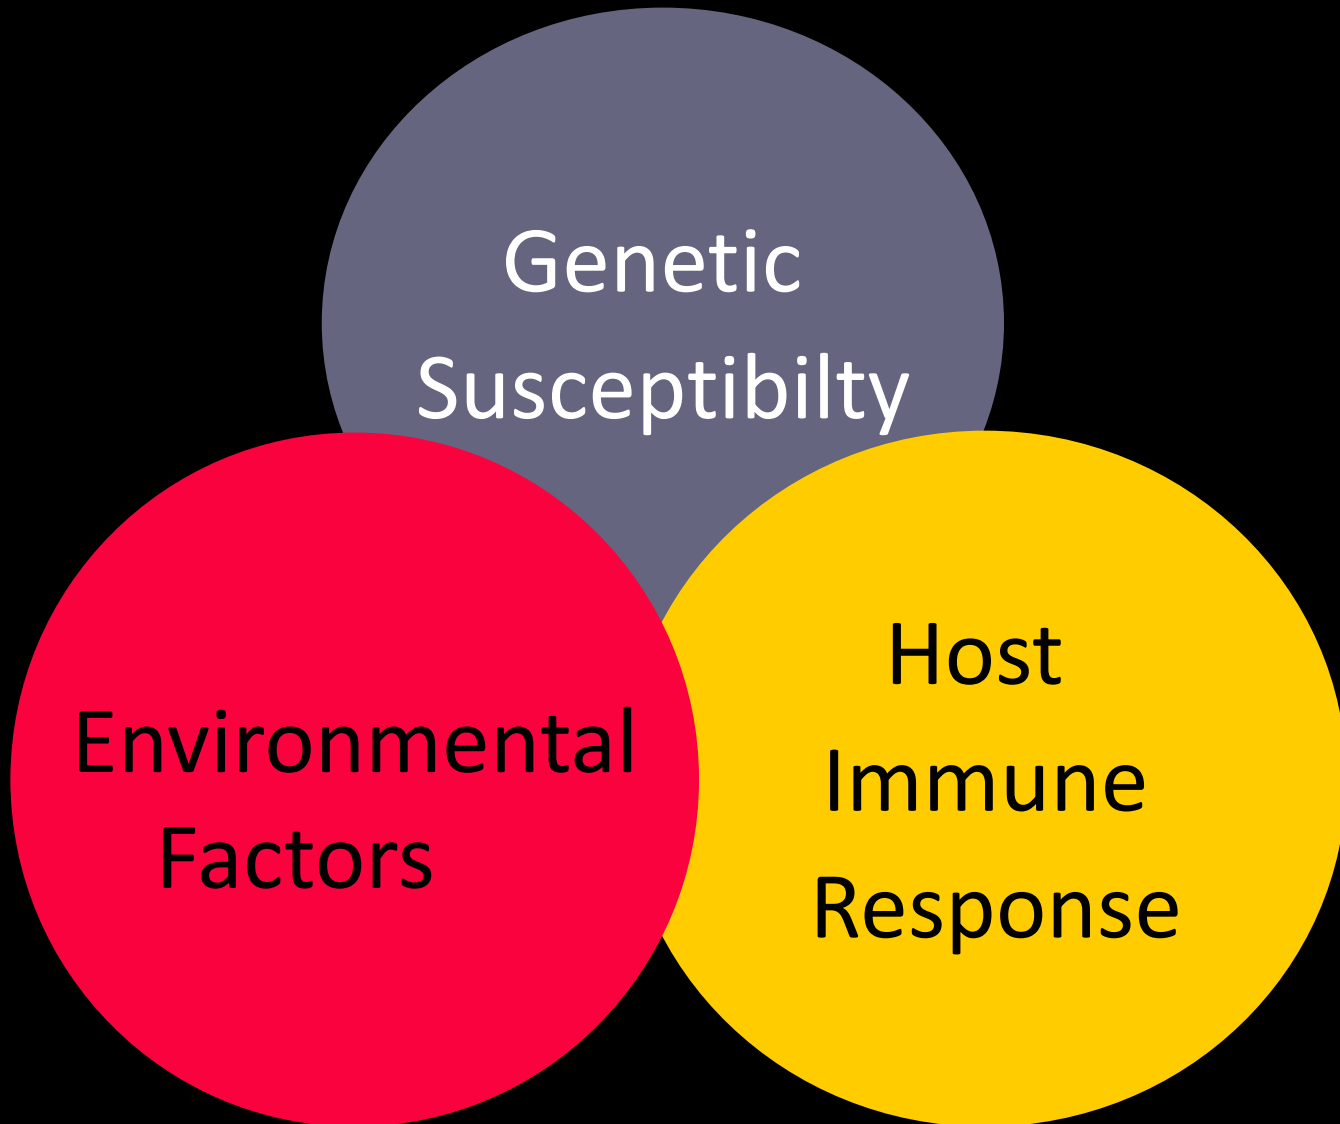 Genetic
Susceptibilty
Environmental
Factors
Host
Immune
Response